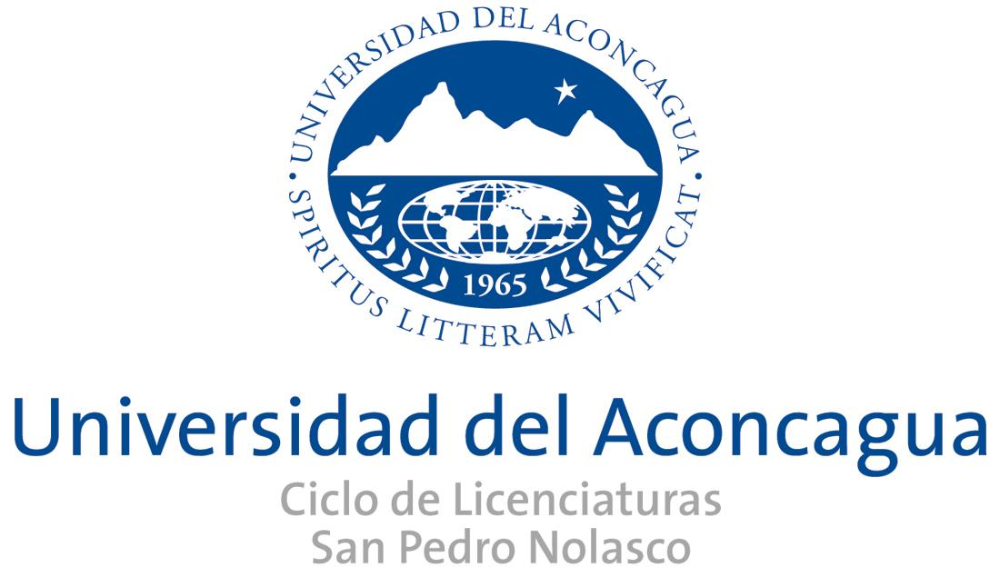 · UNIVERSIDAD DEL ACONCAGUA ·
SPIRITUS LITTERAM VIVIFICAT
1965
Universidad del Aconcagua
Ciclo de Licenciaturas
San Pedro Nolasco